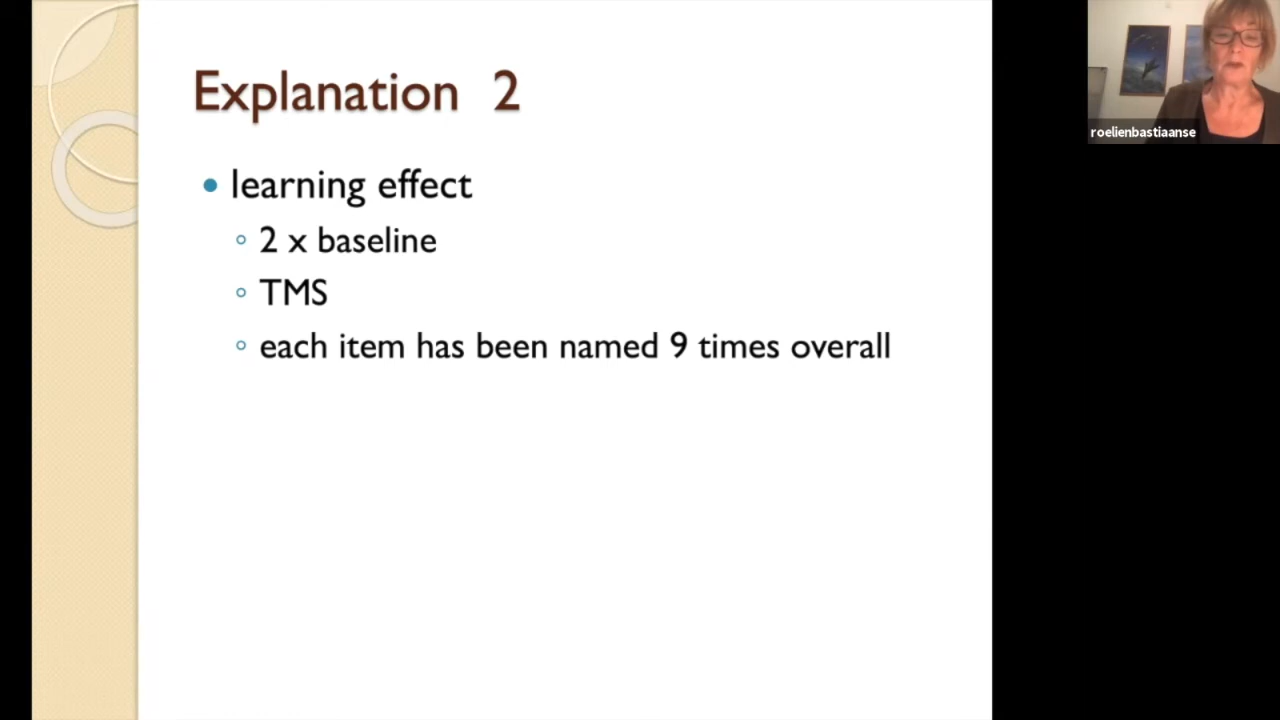 Explanation 2
learning effect
2 x baseline
TMS
each item has been named 9 times overall
roelienbastiaanse